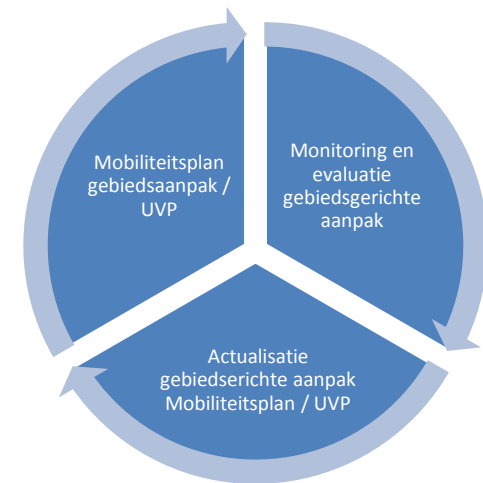 Mobiliteitsplan
gebiedsaanpak /
UVP
Monitoring en
evaluatie
gebiedsgerichte
aanpak
Actualisatie
gebiedserichte aanpak
Mobiliteitsplan / UVP